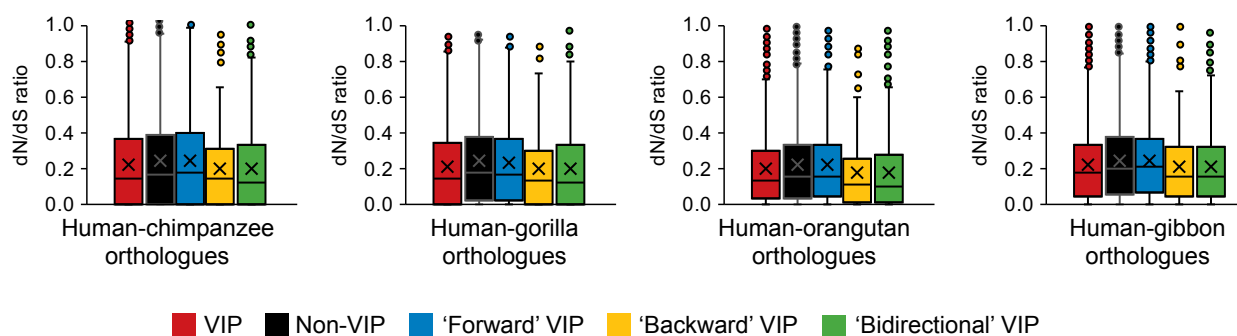 dN/dS ratio
1.0
0.8
0.6
0.4
0.2
0.0
Human-chimpanzee
orthologues
dN/dS ratio
1.0
0.8
0.6
0.4
0.2
0.0
Human-gorilla
orthologues
dN/dS ratio
1.0
0.8
0.6
0.4
0.2
0.0
Human-orangutan
orthologues
dN/dS ratio
1.0
0.8
0.6
0.4
0.2
0.0
Human-gibbon
orthologues
VIP Non-VIP ‘Forward’ VIP ‘Backward’ VIP ‘Bidirectional’ VIP